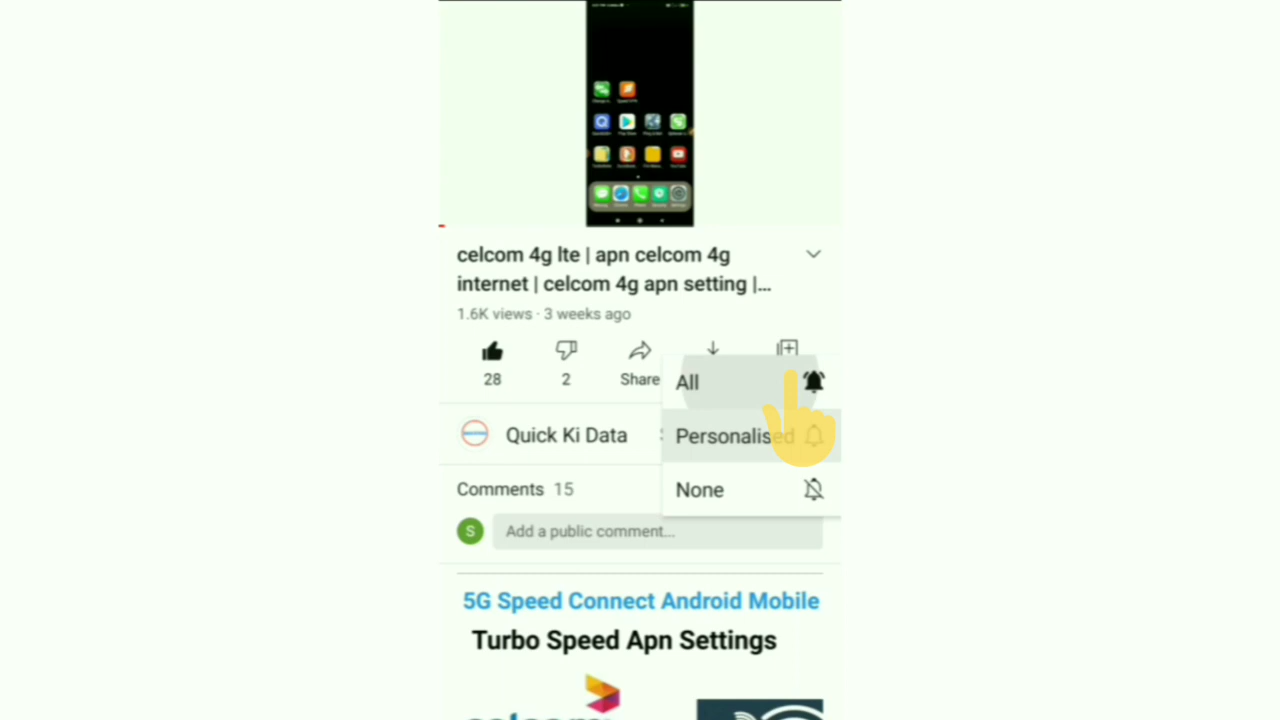 celcom 4g lte | apn celcom 4g
internet | celcom 4g apn setting |...
1.6K views · 3 weeks ago
28
2
Share
All
Personalised
None
Quick Ki Data
Comments 15
S
Add a public comment...
5G Speed Connect Android Mobile
Turbo Speed Apn Settings
celcom